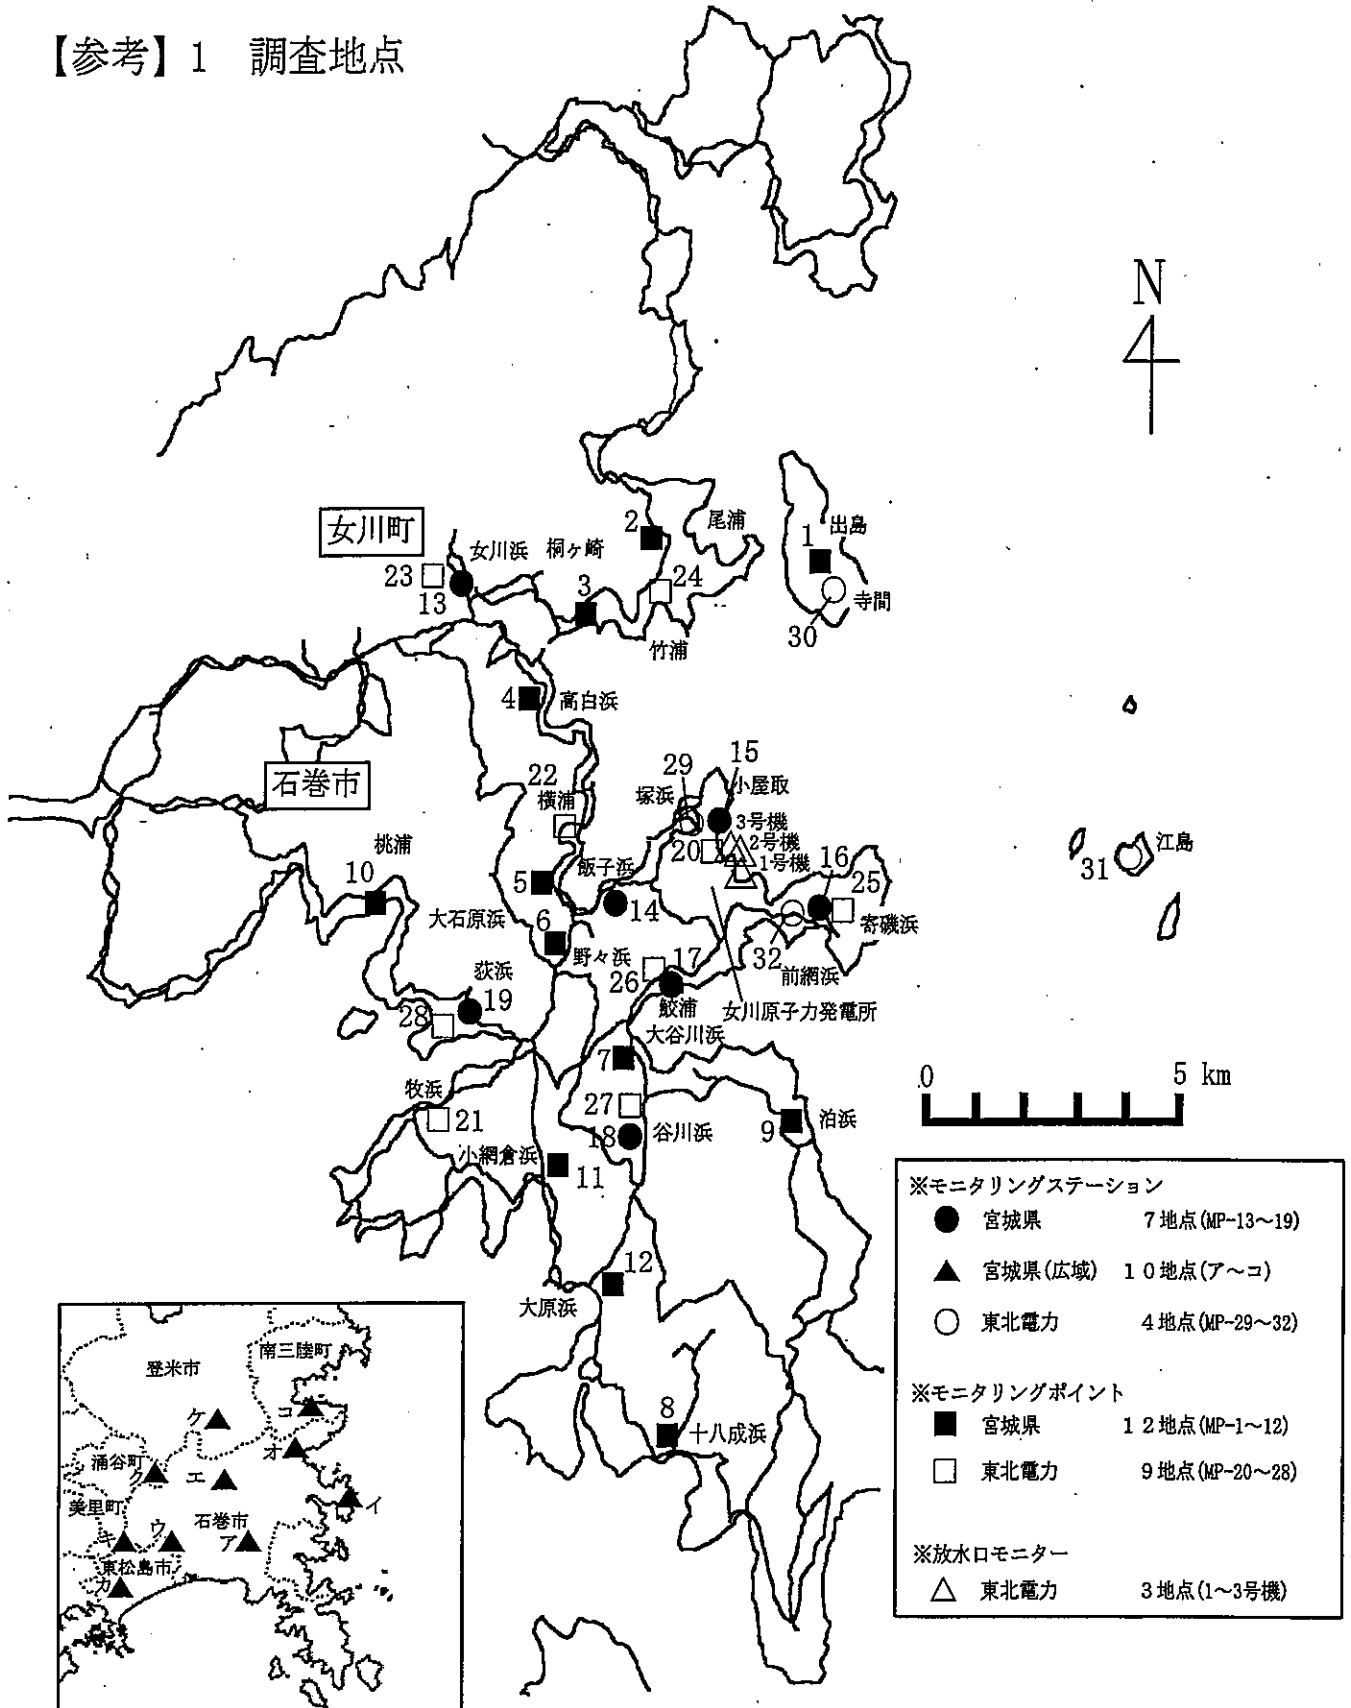 【参考】1 調査地点
N
女川町
女川浜
桐ヶ崎
2
尾浦
1
出島
23
13
3
24
竹浦
寺間
30
4
高白浜
石巻市
22
横浦
29
塚浜
15
小屋取
3号機
2号機
1号機
20
桃浦
10
5
飯子浜
14
16
25
寄磯浜
31
江島
大石原浜
6
野々浜
32
前網浜
荻浜
19
28
26
17
鮫浦
女川原子力発電所
大谷川浜
7
牧浜
21
27
18
谷川浜
9
泊浜
0 5 km
小網倉浜
11
12
大原浜
8
十八成浜
※モニタリングステーション
● 宮城県 7地点(MP-13～19)
▲ 宮城県(広域) 10地点(ア～コ)
○ 東北電力 4地点(MP-29～32)
※モニタリングポイント
■ 宮城県 12地点(MP-1～12)
□ 東北電力 9地点(MP-20～28)
※放水口モニター
△ 東北電力 3地点(1～3号機)
登米市
南三陸町
ケ
コ
オ
涌谷町
ク
エ
イ
美里町
石巻市
キ
ウ
ア
東松島市
カ